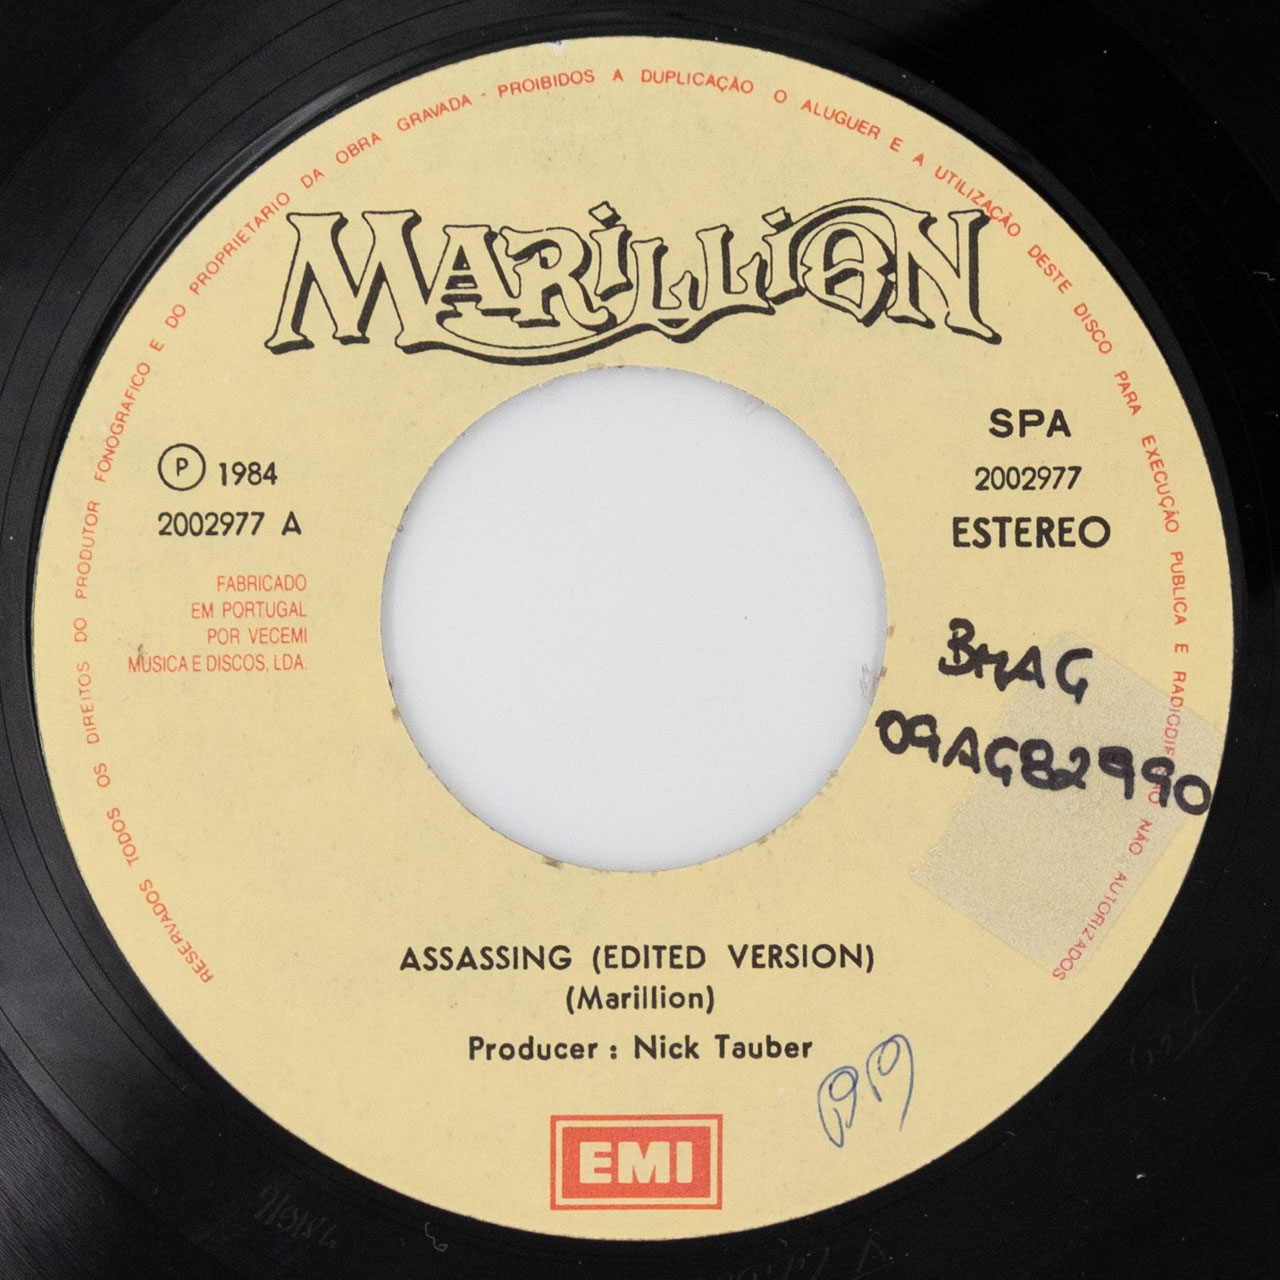 RESERVADOS TODOS OS DIREITOS DO PRODUTOR FONOGRAFICO E DO PROPRIETARIO DA OBRA GRAVADA - PROIBIDOS A DUPLICAÇÃO O ALUGUER E A UTILIZAÇÃO DESTE DISCO PARA EXECUÇÃO PUBLICA E RADIODIFUSÃO NÃO AUTORIZADOS
MARILLION
Ⓟ 1984
2002977 A
FABRICADO
EM PORTUGAL
POR VECEMI
MUSICA E DISCOS, LDA.
SPA
2002977
ESTEREO
BMAG
09AG82990
ASSASSING (EDITED VERSION)
(Marillion)
Producer : Nick Tauber
EMI